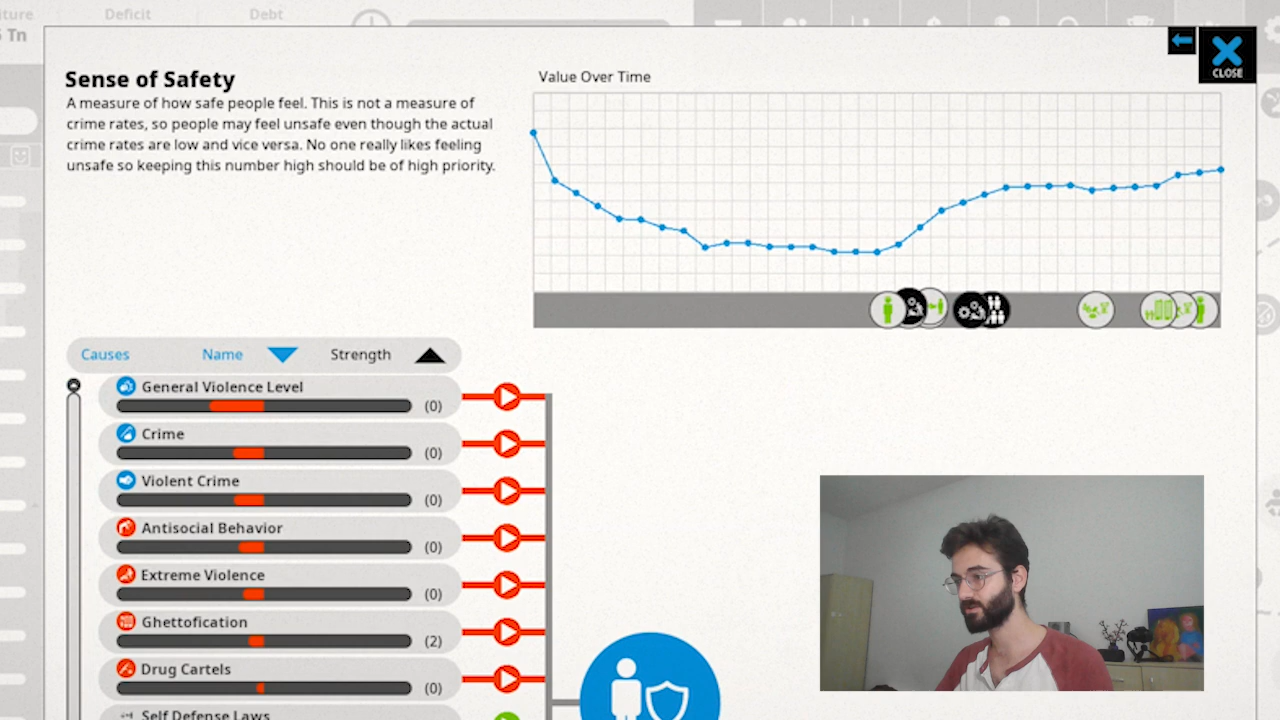 Deficit
Debt
Tn
CLOSE
Sense of Safety
A measure of how safe people feel. This is not a measure of
crime rates, so people may feel unsafe even though the actual
crime rates are low and vice versa. No one really likes feeling
unsafe so keeping this number high should be of high priority.
Value Over Time
Causes Name Strength
General Violence Level
(0)
Crime
(0)
Violent Crime
(0)
Antisocial Behavior
(0)
Extreme Violence
(0)
Ghettofication
(2)
Drug Cartels
(0)
Self Defense Laws